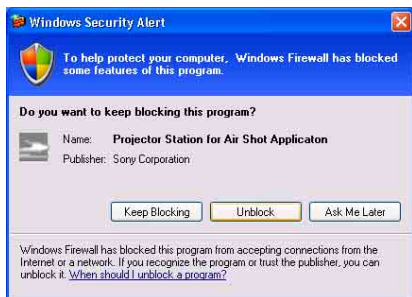 Windows Security Alert
To help protect your computer, Windows Firewall has blocked
some features of this program.
Do you want to keep blocking this program?
Name: Projector Station for Air Shot Applicaton
Publisher: Sony Corporation
Keep Blocking Unblock Ask Me Later
Windows Firewall has blocked this program from accepting connections from the
Internet or a network. If you recognize the program or trust the publisher, you can
unblock it. When should I unblock a program?